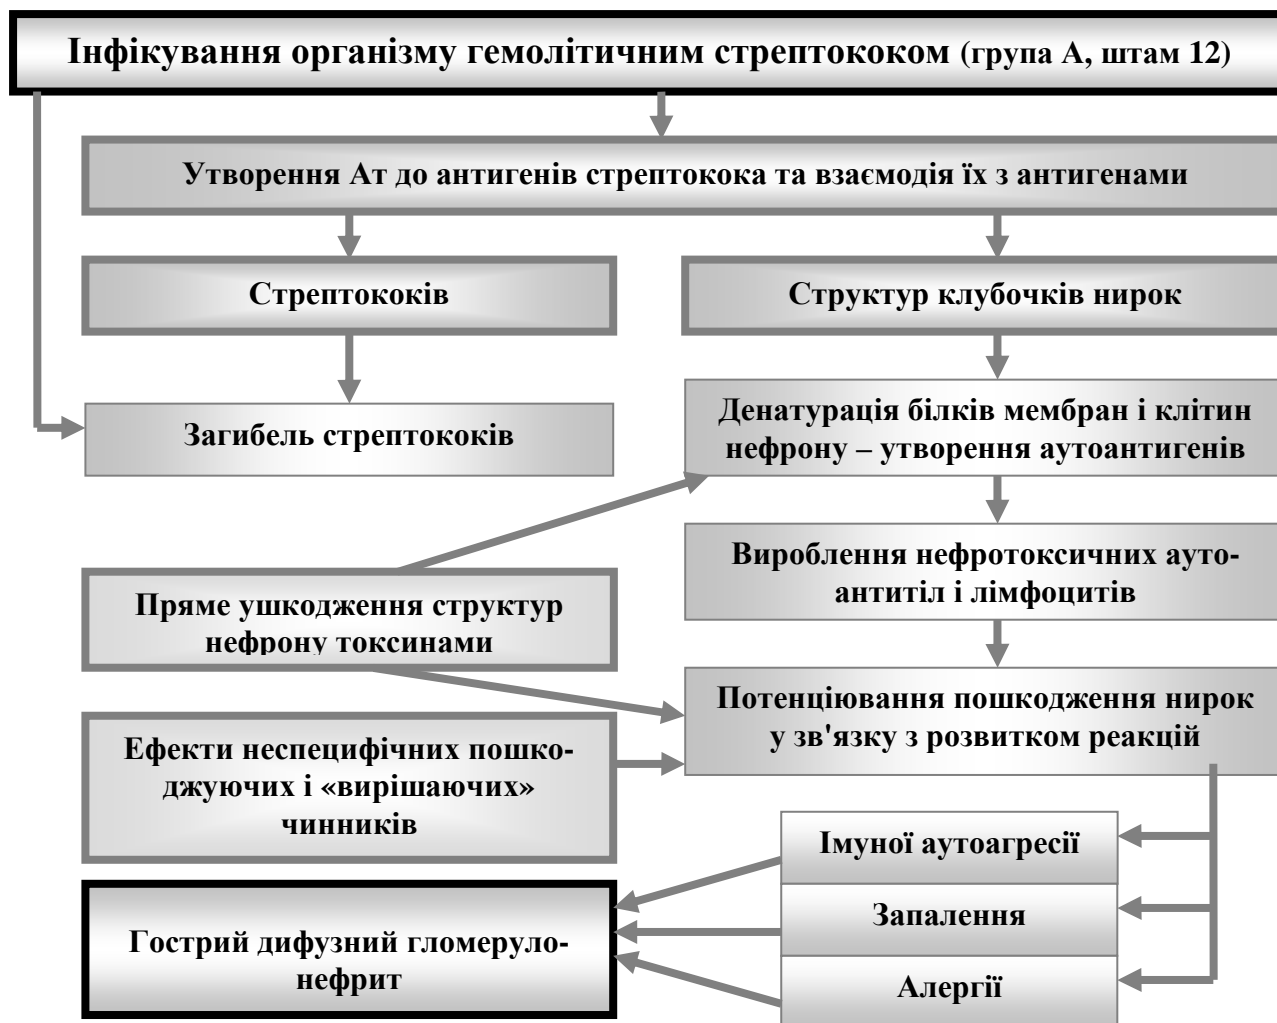 Інфікування організму гемолітичним стрептококом (група А, штам 12)
Утворення Ат до антигенів стрептокока та взаємодія їх з антигенами
Стрептококів
Структур клубочків нирок
Загибель стрептококів
Денатурація білків мембран і клітин
нефрону – утворення аутоантигенів
Вироблення нефротоксичних ауто-
антитіл і лімфоцитів
Пряме ушкодження структур
нефрону токсинами
Потенціювання пошкодження нирок
у зв'язку з розвитком реакцій
Ефекти неспецифічних пошко-
джуючих і «вирішаючих»
чинників
Імуної аутоагресії
Запалення
Алергії
Гострий дифузний гломеруло-
нефрит